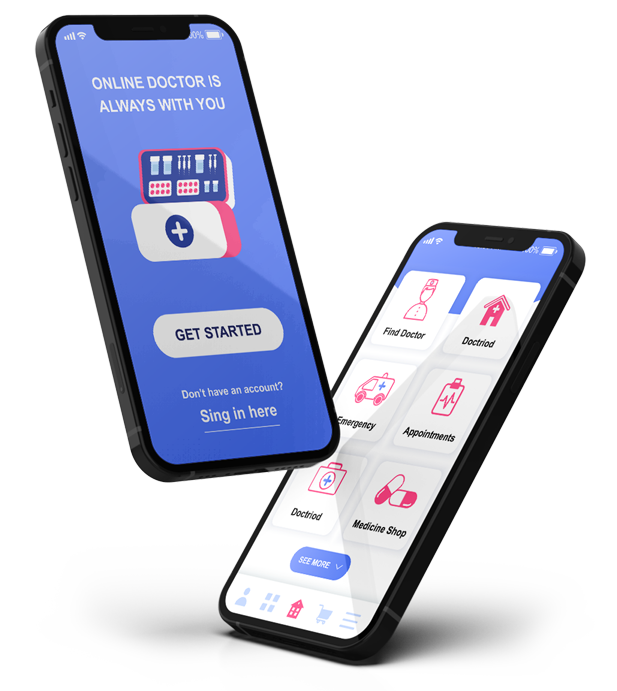 ONLINE DOCTOR IS
ALWAYS WITH YOU
GET STARTED
Don't have an account?
Sing in here
Find Doctor
Doctriod
Emergency
Appointments
Doctriod
Medicine Shop
SEE MORE